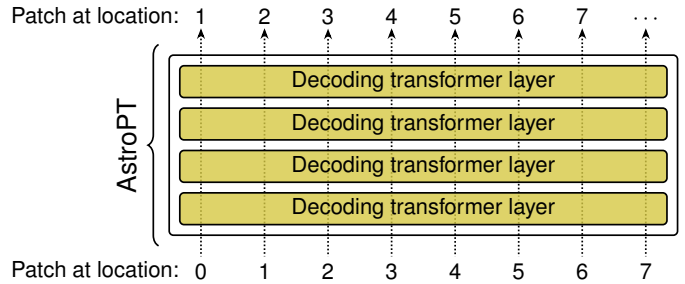 Patch at location: 1 2 3 4 5 6 7 ...
Decoding transformer layer
Decoding transformer layer
AstroPT
Decoding transformer layer
Decoding transformer layer
Patch at location: 0 1 2 3 4 5 6 7